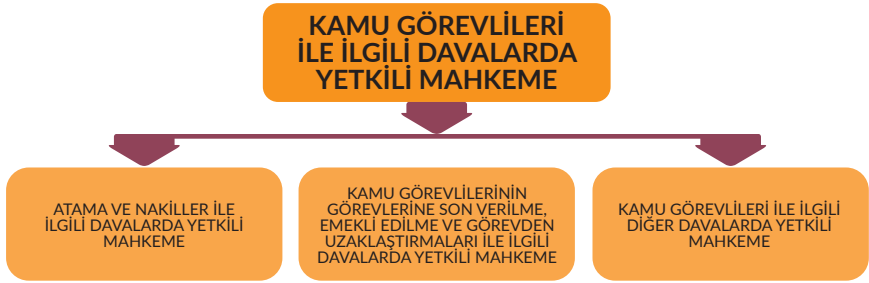 KAMU GÖREVLİLERİ
İLE İLGİLİ DAVALARDA
YETKİLİ MAHKEME
ATAMA VE NAKİLLER İLE
İLGİLİ DAVALARDA YETKİLİ
MAHKEME
KAMU GÖREVLİLERİNİN
GÖREVLERİNE SON VERİLME,
EMEKLİ EDİLME VE GÖREVDEN
UZAKLAŞTIRMALARI İLE İLGİLİ
DAVALARDA YETKİLİ MAHKEME
KAMU GÖREVLİLERİ İLE İLGİLİ
DİĞER DAVALARDA YETKİLİ
MAHKEME